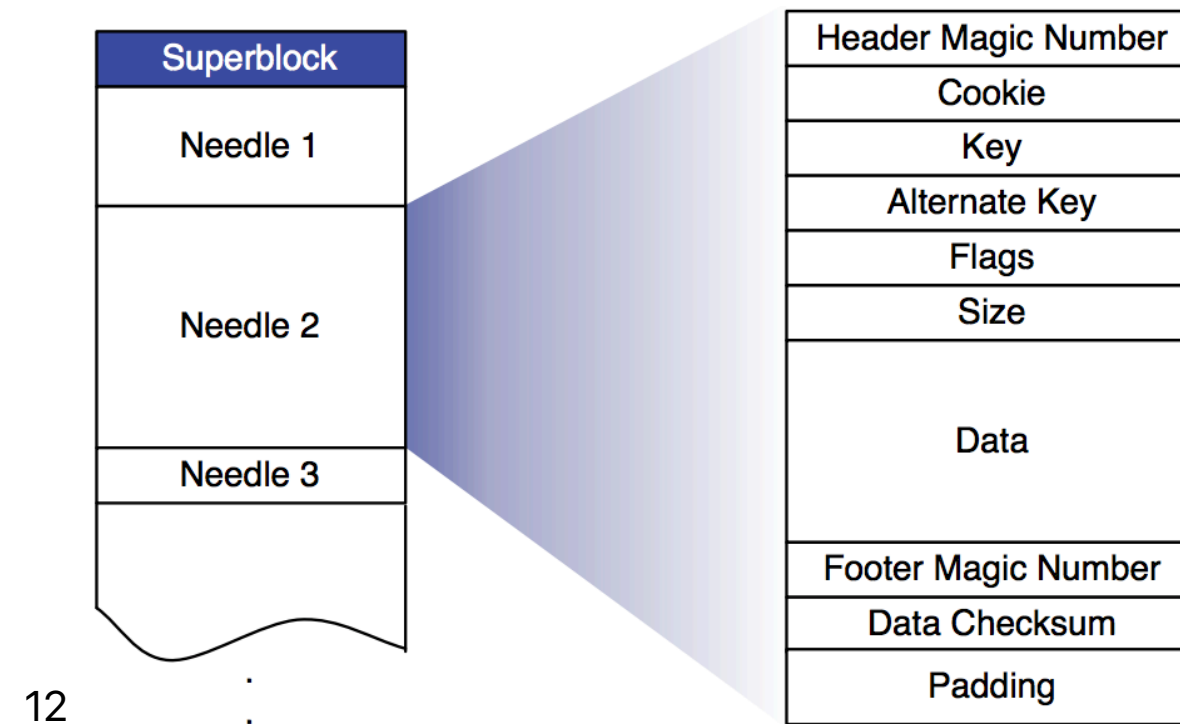 Superblock
Needle 1
Needle 2
Needle 3
.
.
12
Header Magic Number
Cookie
Key
Alternate Key
Flags
Size
Data
Footer Magic Number
Data Checksum
Padding